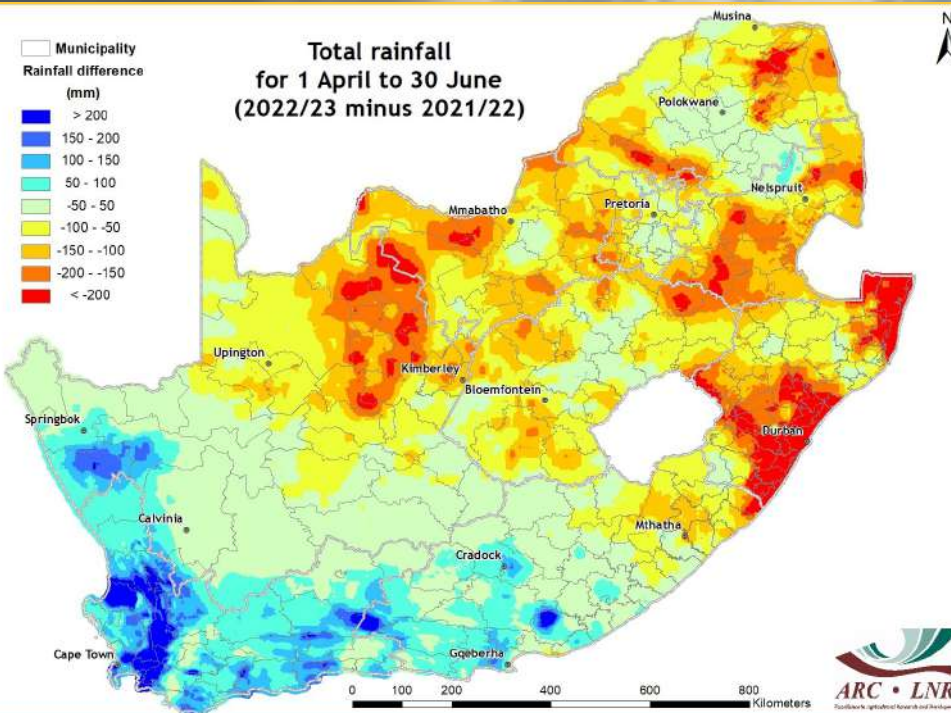 Total rainfall
for 1 April to 30 June
(2022/23 minus 2021/22)
N
Municipality
Rainfall difference
(mm)
> 200
150 - 200
100 - 150
50 - 100
-50 - 50
-100 - -50
-150 - -100
-200 - -150
< -200
Musina
Polokwane
Nelspruit
Pretoria
Mmabatho
Upington
Kimberley
Bloemfontein
Springbok
Durban
Calvinia
Mthatha
Cradock
Cape Town
Gqeberha
0 100 200 400 600 800
Kilometers
ARC • LNR